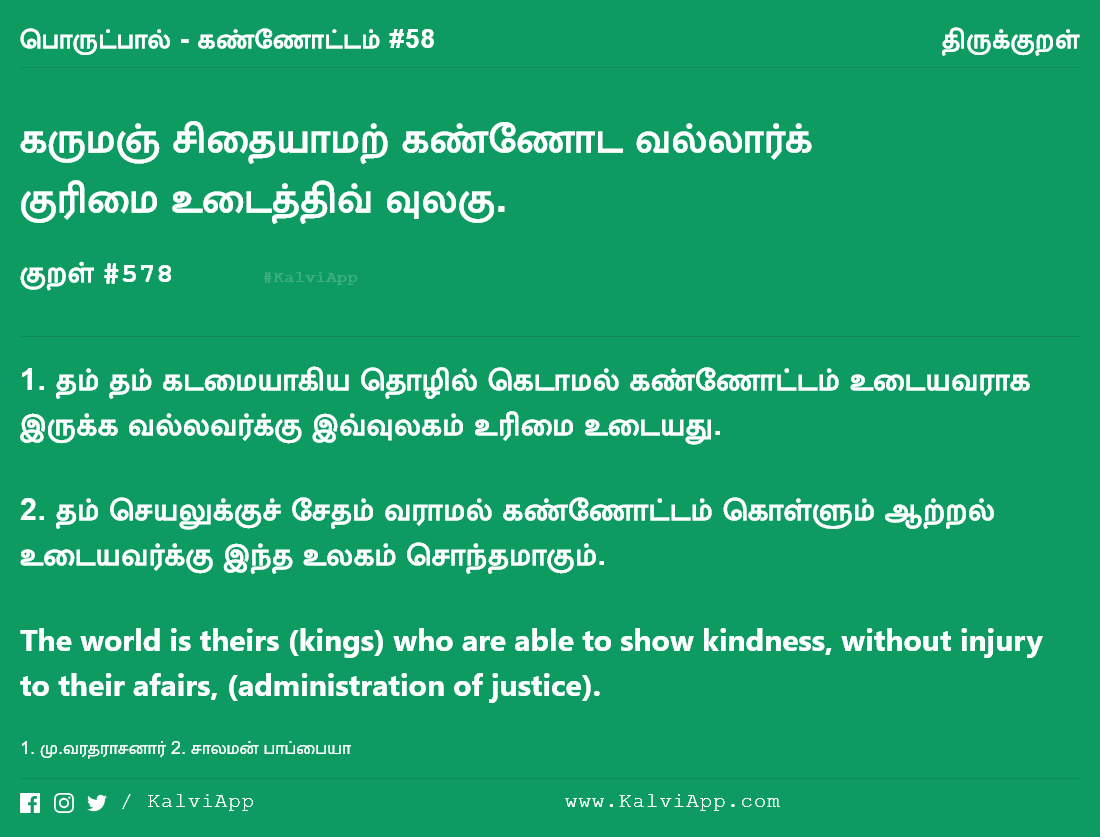 பொருட்பால் - கண்ணோட்டம் #58 திருக்குறள்
கருமஞ் சிதையாமற் கண்ணோட வல்லார்க்
குரிமை உடைத்திவ் வுலகு.
குறள் #578 #KalviApp
1. தம் தம் கடமையாகிய தொழில் கெடாமல் கண்ணோட்டம் உடையவராக
இருக்க வல்லவர்க்கு இவ்வுலகம் உரிமை உடையது.
2. தம் செயலுக்குச் சேதம் வராமல் கண்ணோட்டம் கொள்ளும் ஆற்றல்
உடையவர்க்கு இந்த உலகம் சொந்தமாகும்.
The world is theirs (kings) who are able to show kindness, without injury
to their afairs, (administration of justice).
1. மு.வரதராசனார் 2. சாலமன் பாப்பையா
/ KalviApp www.KalviApp.com